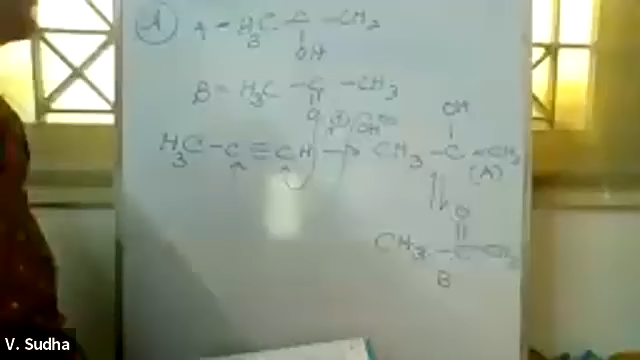 (A) A = H3C - C - CH2
OH
B = H3C - C - CH3
O
H3C - C ≡ CH → CH3 - C = CH2
OH
(A)
O
CH3 - C - CH3
B
V. Sudha